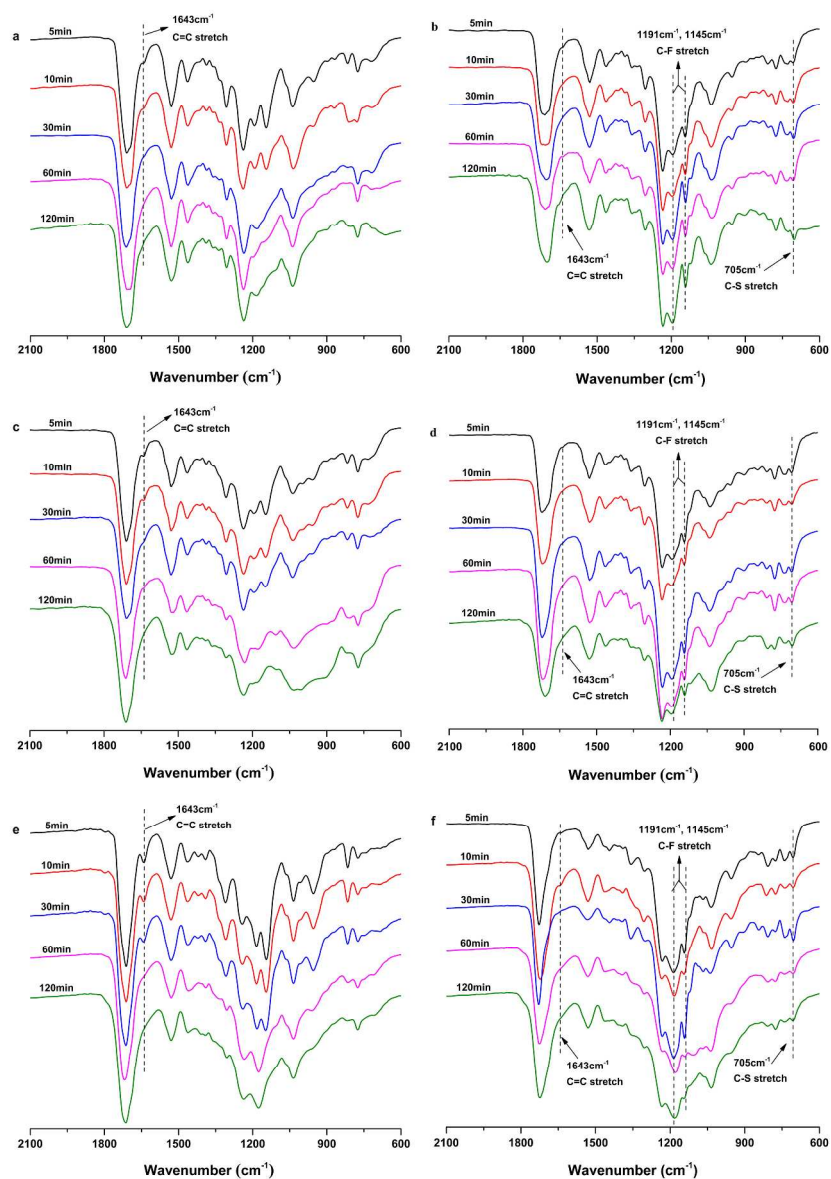 a
5min
10min
30min
60min
120min
1643cm-1
C=C stretch
2100 1800 1500 1200 900 600
Wavenumber (cm-1)
b
5min
10min
30min
60min
120min
1191cm-1, 1145cm-1
C-F stretch
1643cm-1
C=C stretch
705cm-1
C-S stretch
2100 1800 1500 1200 900 600
Wavenumber (cm-1)
c
5min
10min
30min
60min
120min
1643cm-1
C=C stretch
2100 1800 1500 1200 900 600
Wavenumber (cm-1)
d
5min
10min
30min
60min
120min
1191cm-1, 1145cm-1
C-F stretch
1643cm-1
C=C stretch
705cm-1
C-S stretch
2100 1800 1500 1200 900 600
Wavenumber (cm-1)
e
5min
10min
30min
60min
120min
1643cm-1
C=C stretch
2100 1800 1500 1200 900 600
Wavenumber (cm-1)
f
5min
10min
30min
60min
120min
1191cm-1, 1145cm-1
C-F stretch
1643cm-1
C=C stretch
705cm-1
C-S stretch
2100 1800 1500 1200 900 600
Wavenumber (cm-1)